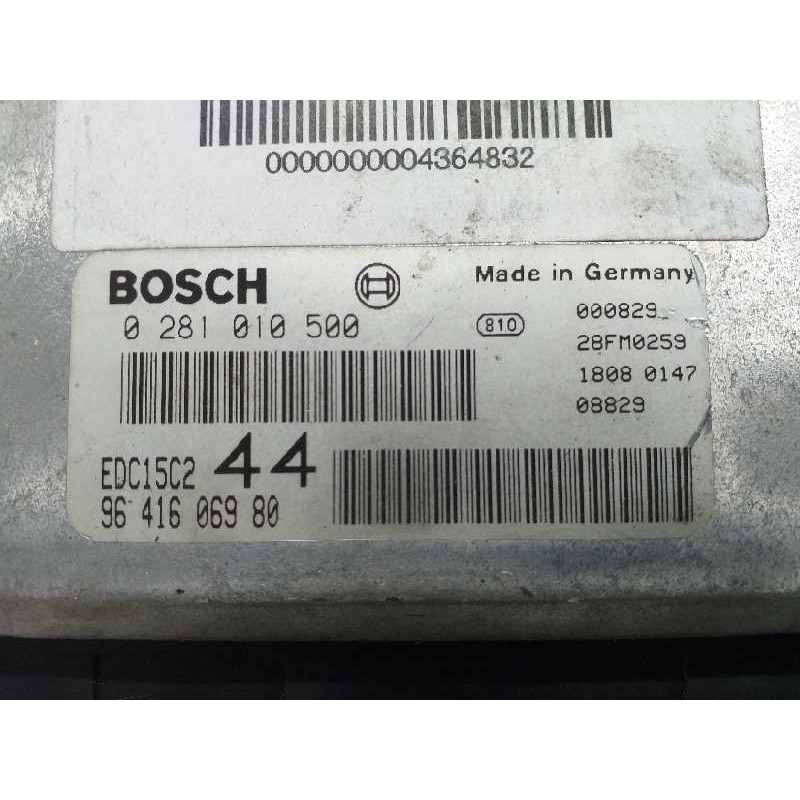 0000000004364832
BOSCH
Made in Germany
0 281 010 500
810
000829
28FM0259
1808 0147
08829
EDC15C2 44
96 416 069 80